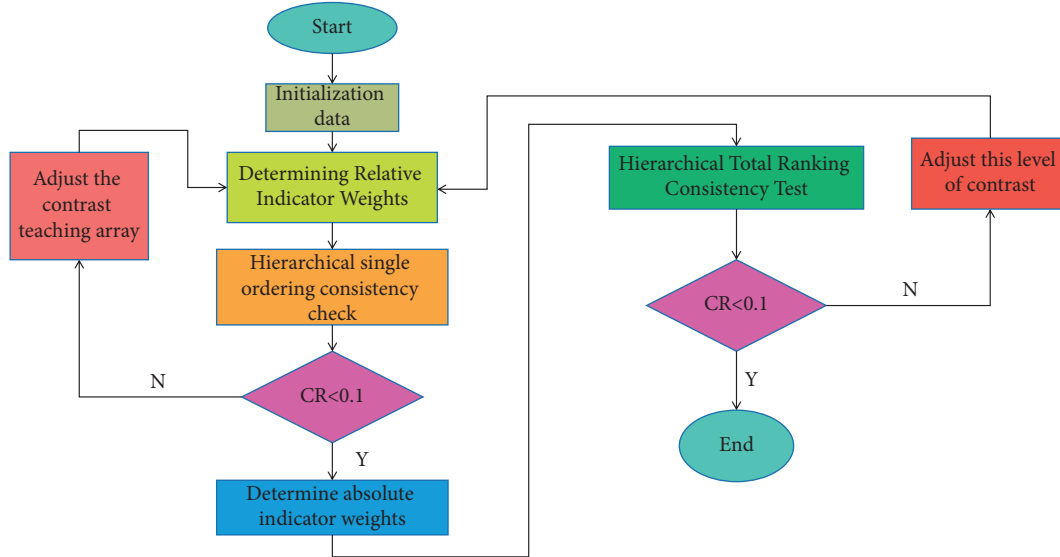 Start
Initialization
data
Determining Relative
Indicator Weights
Adjust the
contrast
teaching array
Hierarchical single
ordering consistency
check
N
CR<0.1
Y
Determine absolute
indicator weights
Hierarchical Total Ranking
Consistency Test
Adjust this level
of contrast
CR<0.1
N
Y
End